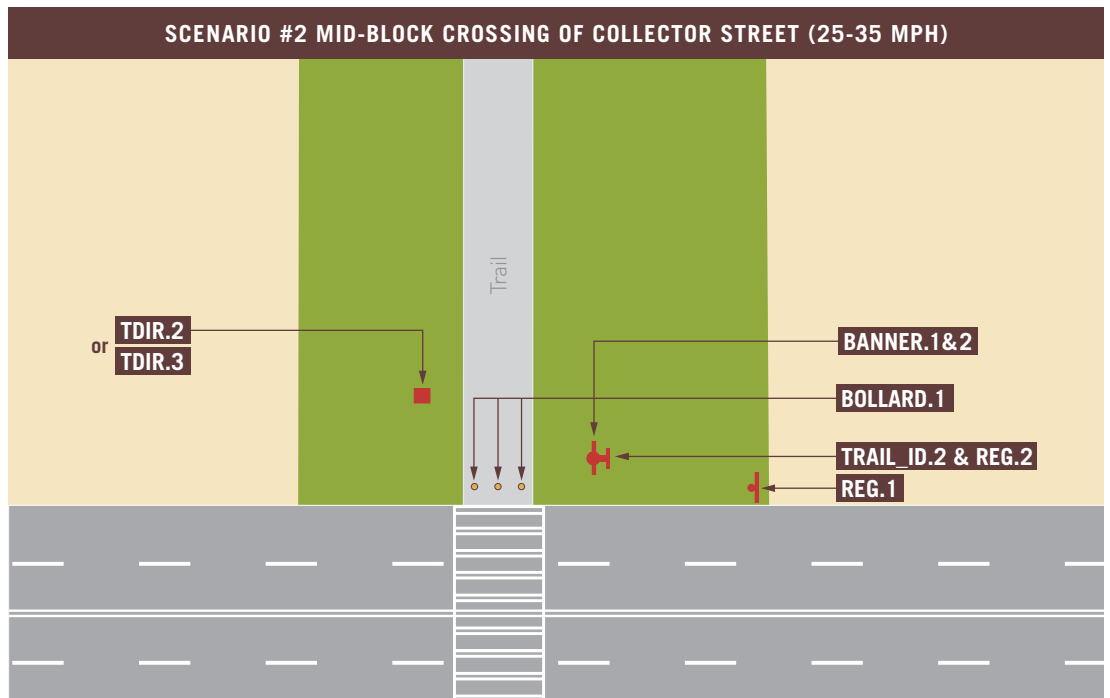 SCENARIO #2 MID-BLOCK CROSSING OF COLLECTOR STREET (25-35 MPH)
Trail
TDIR.2
or
TDIR.3
BANNER.1&2
BOLLARD.1
TRAIL_ID.2 & REG.2
REG.1